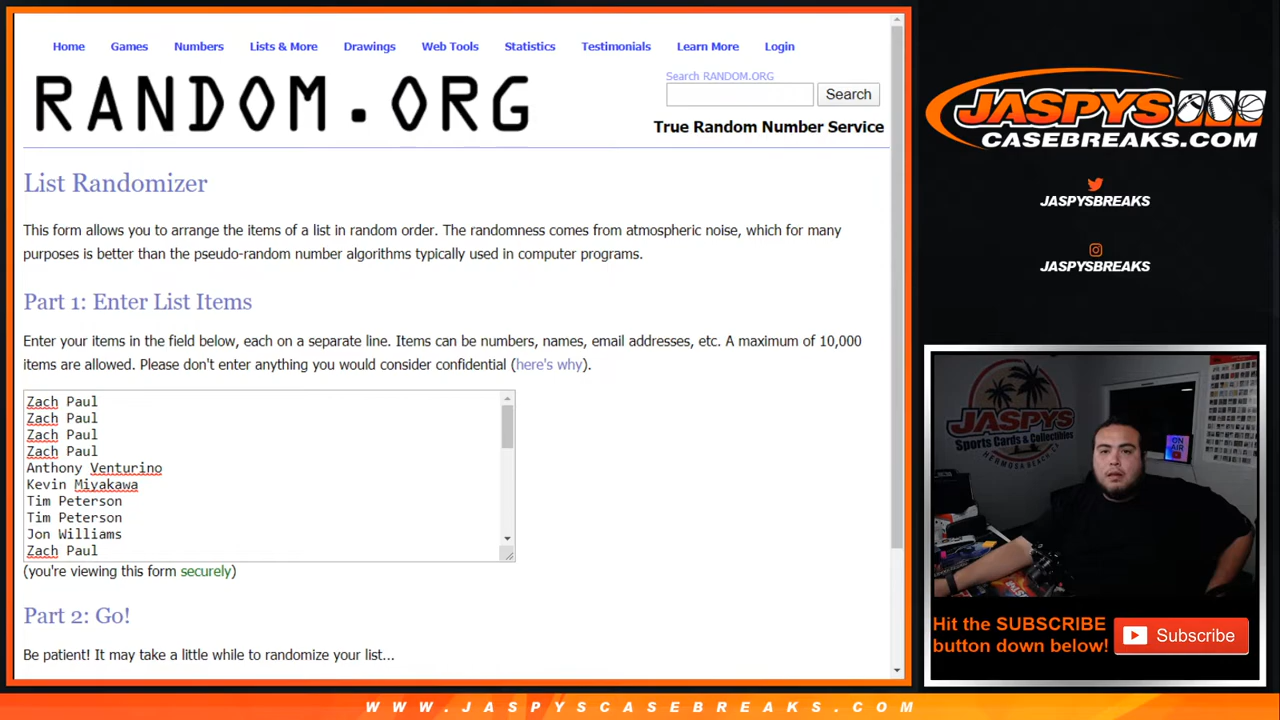 Home Games Numbers Lists & More Drawings Web Tools Statistics Testimonials Learn More Login
RANDOM.ORG
Search RANDOM.ORG
Search
True Random Number Service
List Randomizer
This form allows you to arrange the items of a list in random order. The randomness comes from atmospheric noise, which for many
purposes is better than the pseudo-random number algorithms typically used in computer programs.
Part 1: Enter List Items
Enter your items in the field below, each on a separate line. Items can be numbers, names, email addresses, etc. A maximum of 10,000
items are allowed. Please don't enter anything you would consider confidential (here's why).
Zach Paul
Zach Paul
Zach Paul
Zach Paul
Anthony Venturino
Kevin Miyakawa
Tim Peterson
Tim Peterson
Jon Williams
Zach Paul
(you're viewing this form securely)
Part 2: Go!
Be patient! It may take a little while to randomize your list...
JASPYS
CASEBREAKS.COM
JASPYSBREAKS
JASPYSBREAKS
JASPYS
Sports Cards & Collectibles
HERMOSA BEACH, CA
ON
AIR
Hit the SUBSCRIBE
button down below!
Subscribe
WWW.JASPYSCASEBREAKS.COM